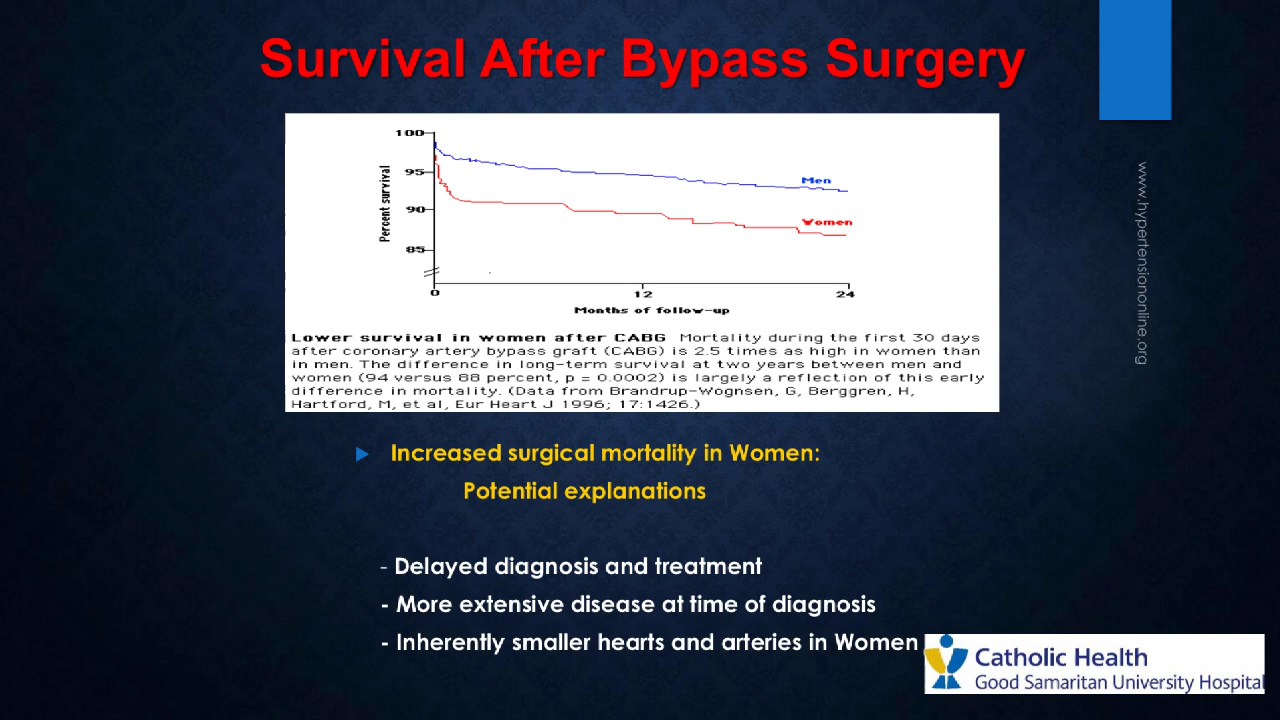 Survival After Bypass Surgery
100
95
90
85
Percent survival
Men
Women
0 12 24
Months of follow-up
Lower survival in women after CABG Mortality during the first 30 days
after coronary artery bypass graft (CABG) is 2.5 times as high in women than
in men. The difference in long-term survival at two years between men and
women (94 versus 88 percent, p = 0.0002) is largely a reflection of this early
difference in mortality. (Data from Brandrup-Wognsen, G, Berggren, H,
Hartford, M, et al, Eur Heart J 1996; 17:1426.)
www.hypertensiononline.org
Increased surgical mortality in Women:
Potential explanations
- Delayed diagnosis and treatment
- More extensive disease at time of diagnosis
- Inherently smaller hearts and arteries in Women
Catholic Health
Good Samaritan University Hospital